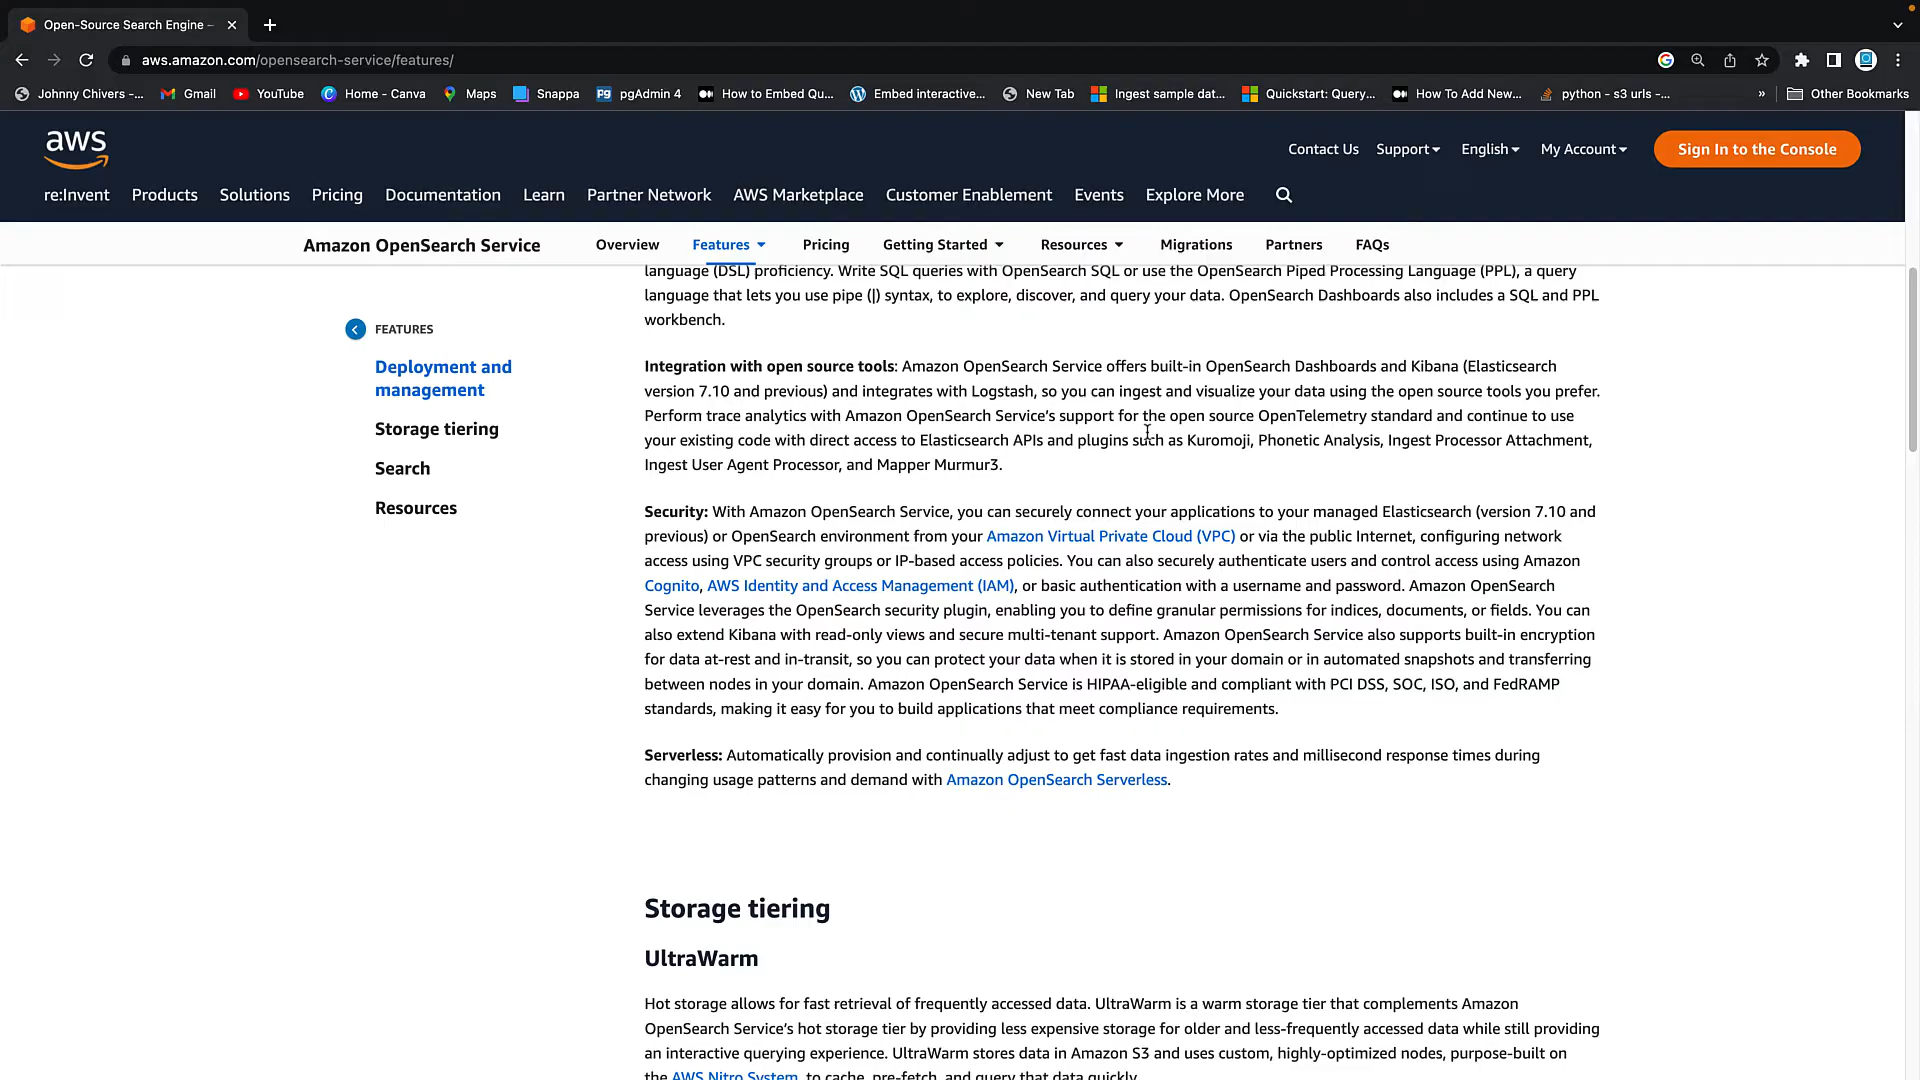 Open-Source Search Engine –
aws.amazon.com/opensearch-service/features/
Johnny Chivers -...
Gmail
YouTube
Home - Canva
Maps
Snappa
pgAdmin 4
How to Embed Qu...
Embed interactive...
New Tab
Ingest sample dat...
Quickstart: Query...
How To Add New...
python - s3 urls -...
»
Other Bookmarks
aws
Contact Us
Support
English
My Account
Sign In to the Console
re:Invent
Products
Solutions
Pricing
Documentation
Learn
Partner Network
AWS Marketplace
Customer Enablement
Events
Explore More
Amazon OpenSearch Service
Overview
Features
Pricing
Getting Started
Resources
Migrations
Partners
FAQs
FEATURES
Deployment and
management
Storage tiering
Search
Resources
language (DSL) proficiency. Write SQL queries with OpenSearch SQL or use the OpenSearch Piped Processing Language (PPL), a query
language that lets you use pipe (|) syntax, to explore, discover, and query your data. OpenSearch Dashboards also includes a SQL and PPL
workbench.
Integration with open source tools: Amazon OpenSearch Service offers built-in OpenSearch Dashboards and Kibana (Elasticsearch
version 7.10 and previous) and integrates with Logstash, so you can ingest and visualize your data using the open source tools you prefer.
Perform trace analytics with Amazon OpenSearch Service's support for the open source OpenTelemetry standard and continue to use
your existing code with direct access to Elasticsearch APIs and plugins such as Kuromoji, Phonetic Analysis, Ingest Processor Attachment,
Ingest User Agent Processor, and Mapper Murmur3.
Security: With Amazon OpenSearch Service, you can securely connect your applications to your managed Elasticsearch (version 7.10 and
previous) or OpenSearch environment from your Amazon Virtual Private Cloud (VPC) or via the public Internet, configuring network
access using VPC security groups or IP-based access policies. You can also securely authenticate users and control access using Amazon
Cognito, AWS Identity and Access Management (IAM), or basic authentication with a username and password. Amazon OpenSearch
Service leverages the OpenSearch security plugin, enabling you to define granular permissions for indices, documents, or fields. You can
also extend Kibana with read-only views and secure multi-tenant support. Amazon OpenSearch Service also supports built-in encryption
for data at-rest and in-transit, so you can protect your data when it is stored in your domain or in automated snapshots and transferring
between nodes in your domain. Amazon OpenSearch Service is HIPAA-eligible and compliant with PCI DSS, SOC, ISO, and FedRAMP
standards, making it easy for you to build applications that meet compliance requirements.
Serverless: Automatically provision and continually adjust to get fast data ingestion rates and millisecond response times during
changing usage patterns and demand with Amazon OpenSearch Serverless.
Storage tiering
UltraWarm
Hot storage allows for fast retrieval of frequently accessed data. UltraWarm is a warm storage tier that complements Amazon
OpenSearch Service's hot storage tier by providing less expensive storage for older and less-frequently accessed data while still providing
an interactive querying experience. UltraWarm stores data in Amazon S3 and uses custom, highly-optimized nodes, purpose-built on
the AWS Nitro System, to cache, pre-fetch, and query that data quickly.